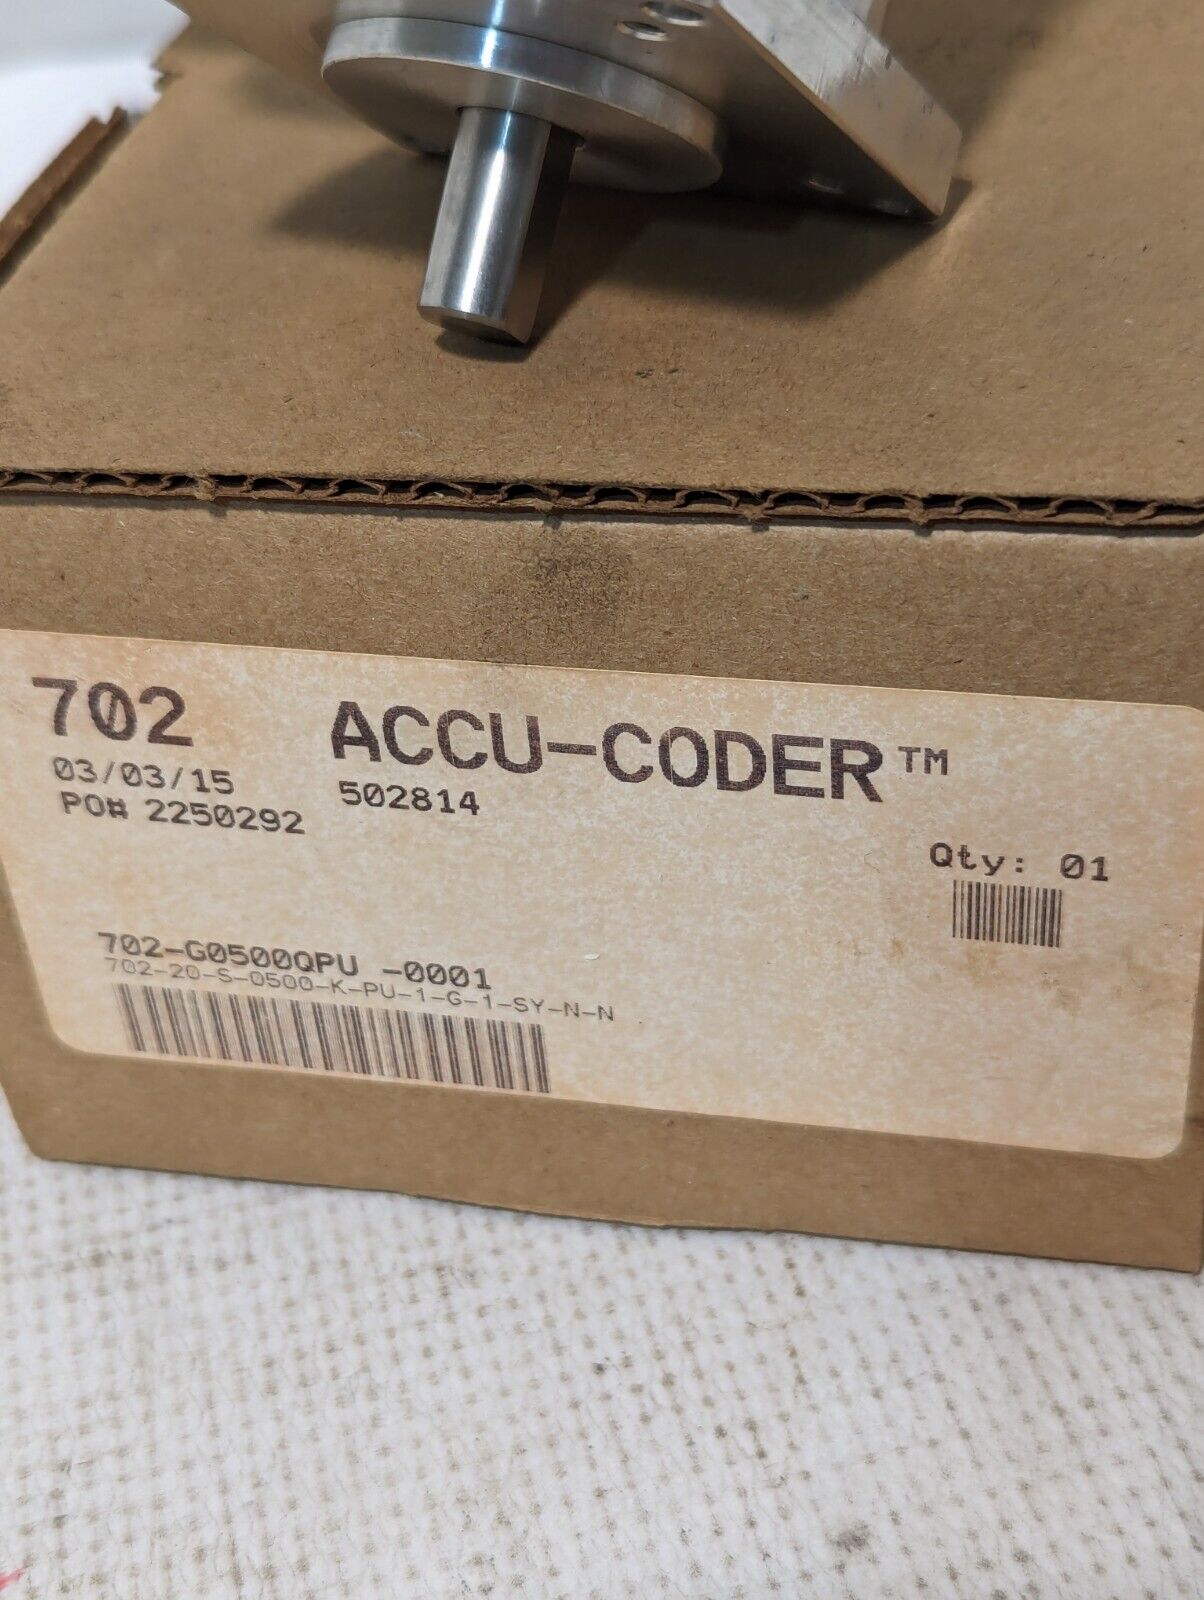 702 ACCU-CODER™
03/03/15 502814
PO# 2250292
Qty: 01
702-G0500QPU -0001
702-20-S-0500-K-PU-1-G-1-SY-N-N